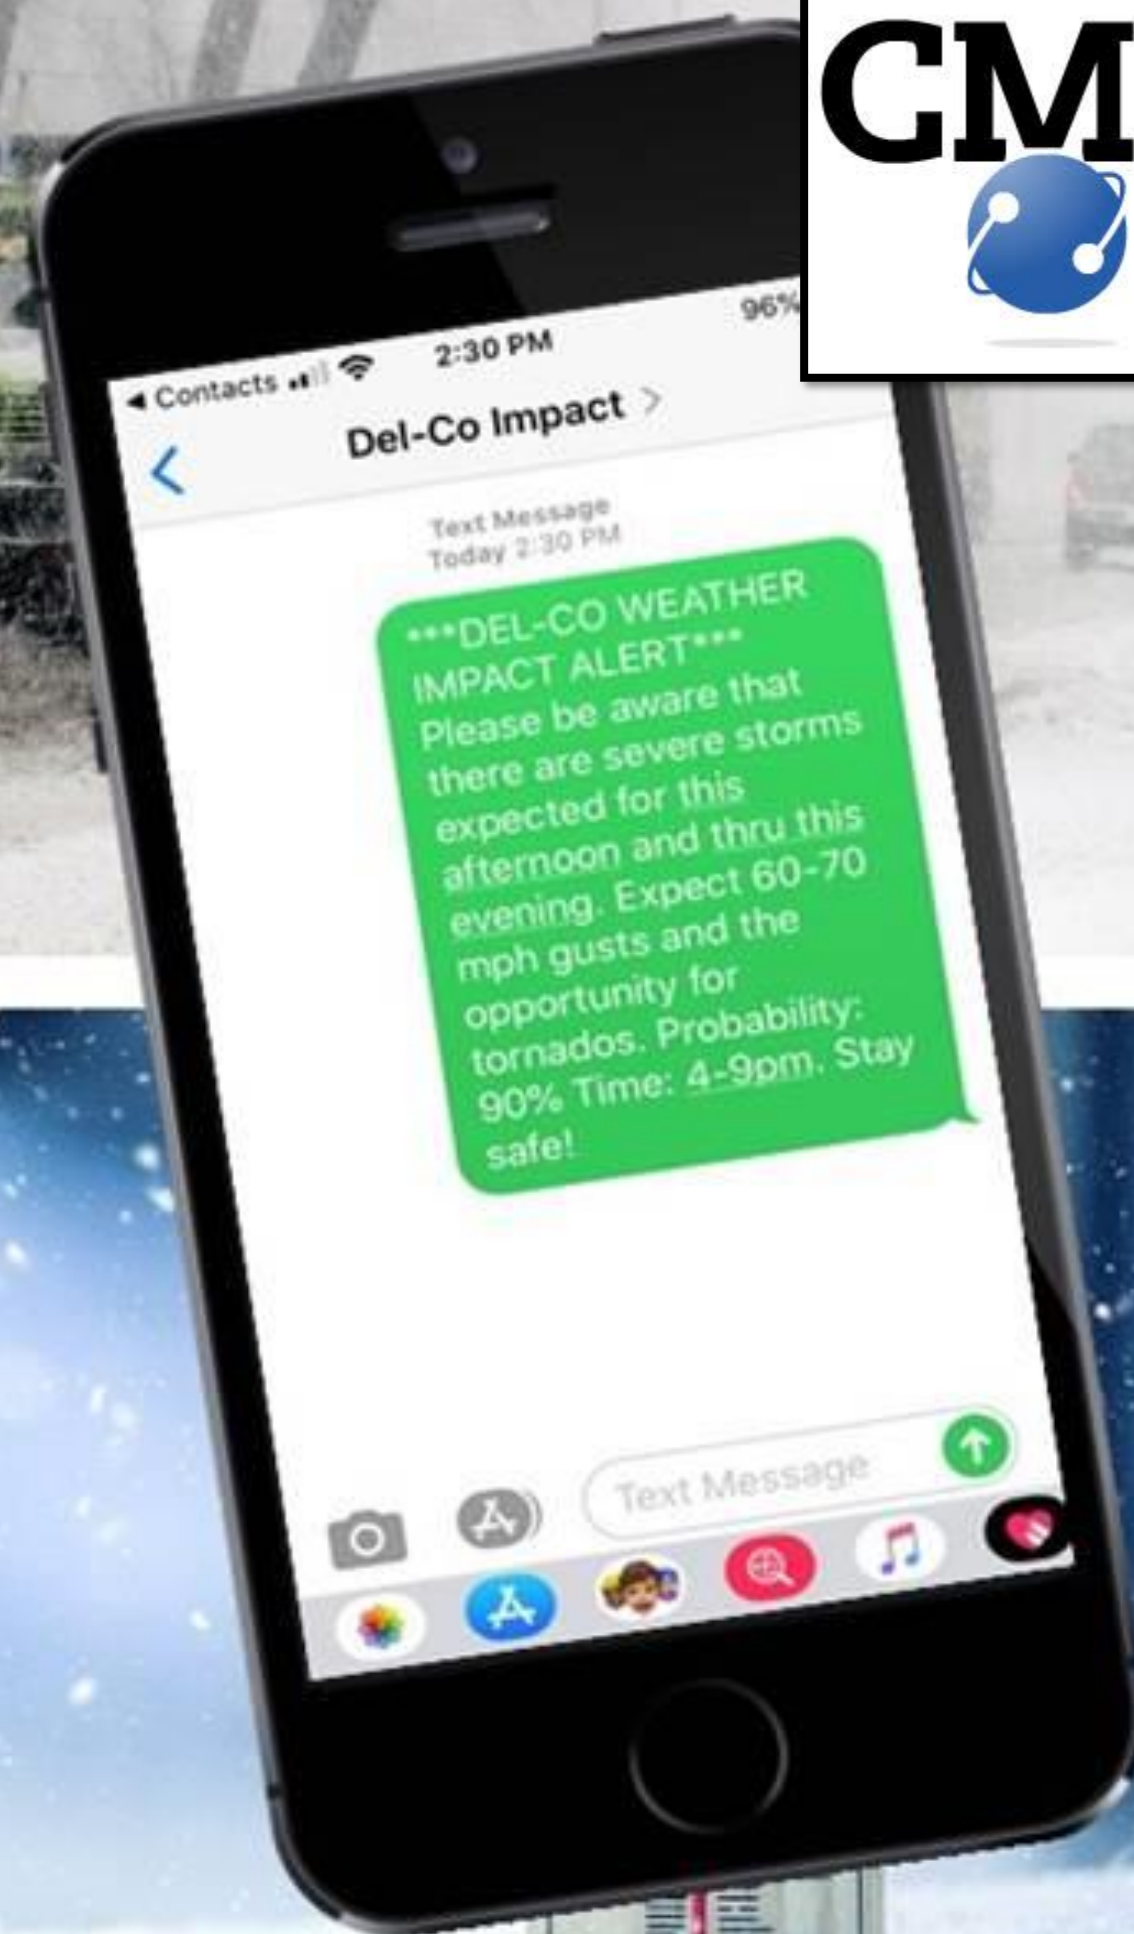 CM
Contacts 2:30 PM 96%
Del-Co Impact
Text Message
Today 2:30 PM
***DEL-CO WEATHER
IMPACT ALERT***
Please be aware that
there are severe storms
expected for this
afternoon and thru this
evening. Expect 60-70
mph gusts and the
opportunity for
tornados. Probability:
90% Time: 4-9pm. Stay
safe!
Text Message